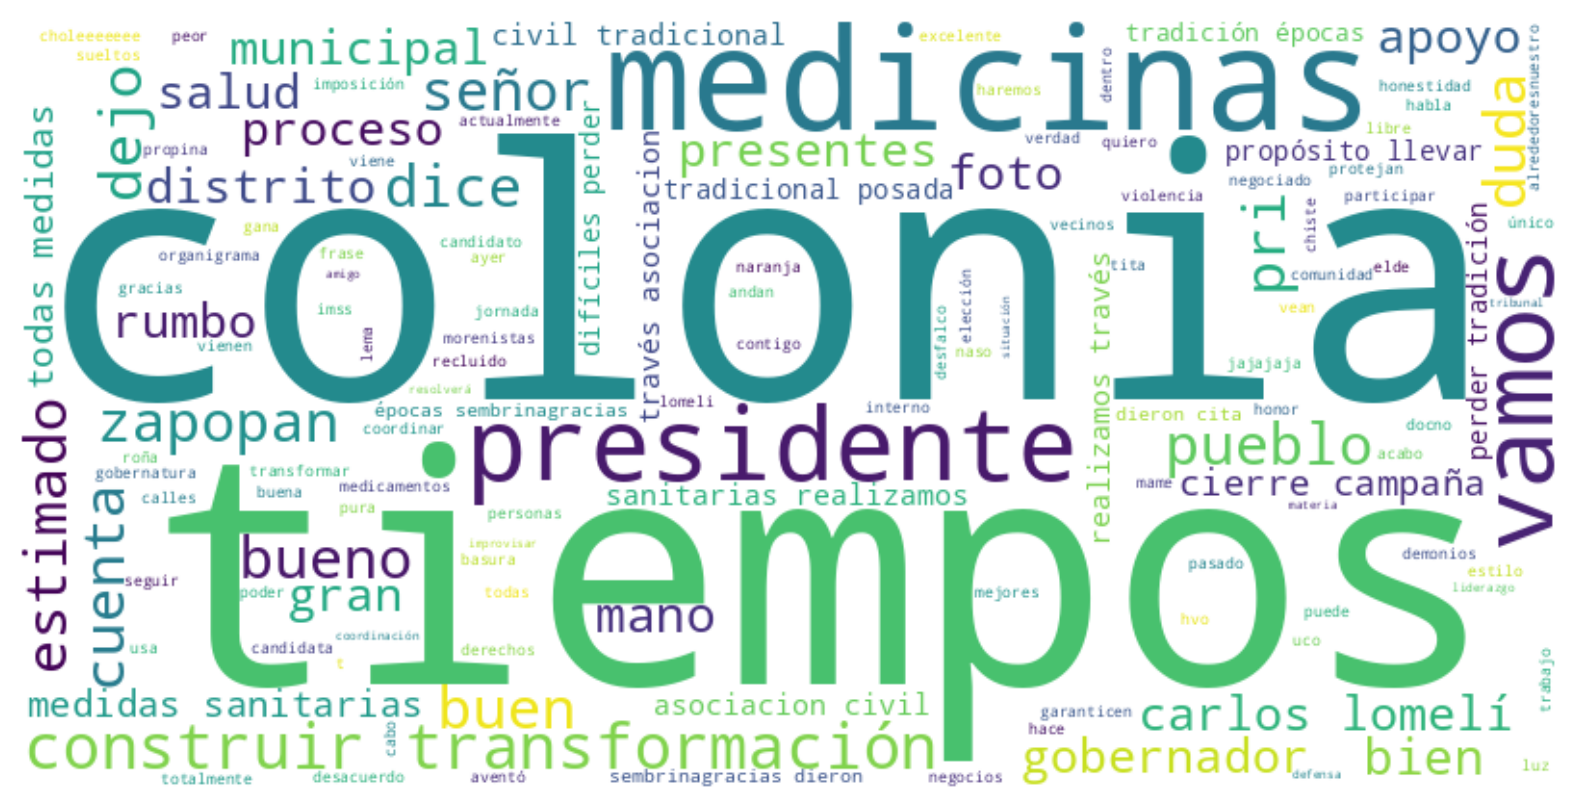 choleeeeeee
peor
municipal
civil tradicional
excelente
tradición épocas
apoyo
sueltos
salud
imposición
señor
medicinas
haremos
dentro
honestidad
habla
alrededoresnuestro
dejo
proceso
actualmente
verdad
quiero
libre
duda
todas medidas
propina
viene
difíciles perder
través asociacion
presentes
foto
propósito llevar
protejan
distrito
dice
tradicional posada
violencia
negociado
participar
pri
chiste
único
gana
candidato
ayer
vecinos
organigrama
frase
amigo
naranja
tita
comunidad
elde
perder tradición
vamos
gracias
imss
andan
colonia
elección
situación
realizamos través
vean
tribunal
rumbo
lema
jornada
morenistas
contigo
desfalco
naso
vienen
recluido
jajajaja
resolverá
lomeli
estimado
zapopan
épocas sembrinagracias
coordinar
interno
dieron cita
honor
docno
presidente
pueblo
roña
acabo
gobernatura
transformar
cuenta
calles
buena
medicamentos
sanitarias realizamos
mame
cierre campaña
pura
personas
materia
tiempos
bueno
improvisar
basura
demonios
seguir
pasado
estilo
poder
gran
todas
mano
mejores
liderazgo
hvo
puede
coordinación
usa
candidata
t
derechos
uco
trabajo
medidas sanitarias
buen
asociacion civil
garanticen
carlos lomelí
hace
construir transformación
cabo
gobernador
bien
totalmente
desacuerdo
aventó
sembrinagracias dieron
negocios
defensa
luz